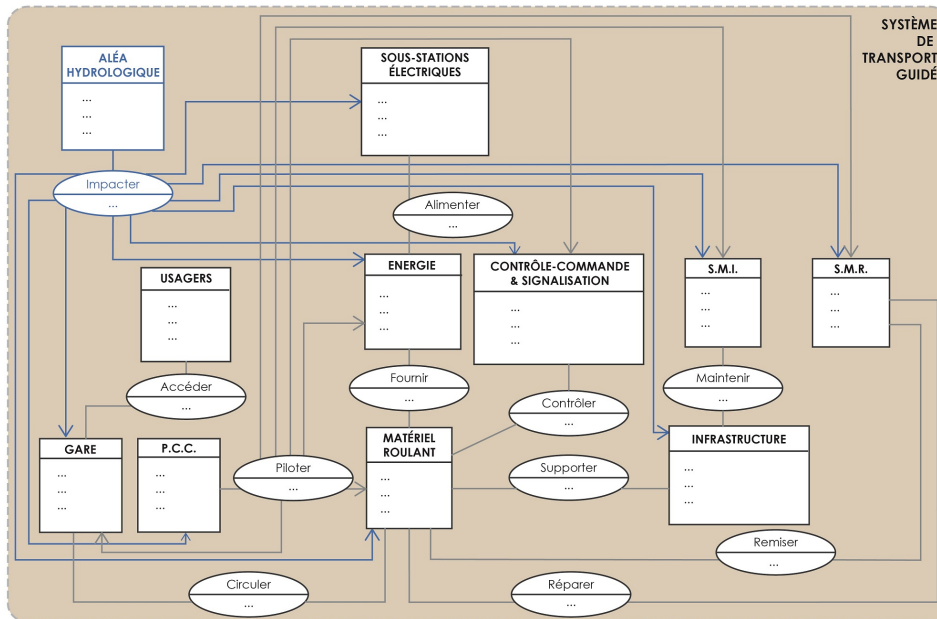 SYSTÈME
DE
TRANSPORT
GUIDÉ
ALÉA
HYDROLOGIQUE
...
...
...
SOUS-STATIONS
ÉLECTRIQUES
...
...
...
Impacter
...
Alimenter
...
USAGERS
...
...
...
ENERGIE
...
...
...
CONTRÔLE-COMMANDE
& SIGNALISATION
...
...
...
S.M.I.
...
...
...
S.M.R.
...
...
...
Accéder
...
Fournir
...
Contrôler
...
Maintenir
...
GARE
...
...
...
P.C.C.
...
...
...
Piloter
...
MATÉRIEL
ROULANT
...
...
...
Supporter
...
INFRASTRUCTURE
...
...
...
Remiser
...
Circuler
...
Réparer
...